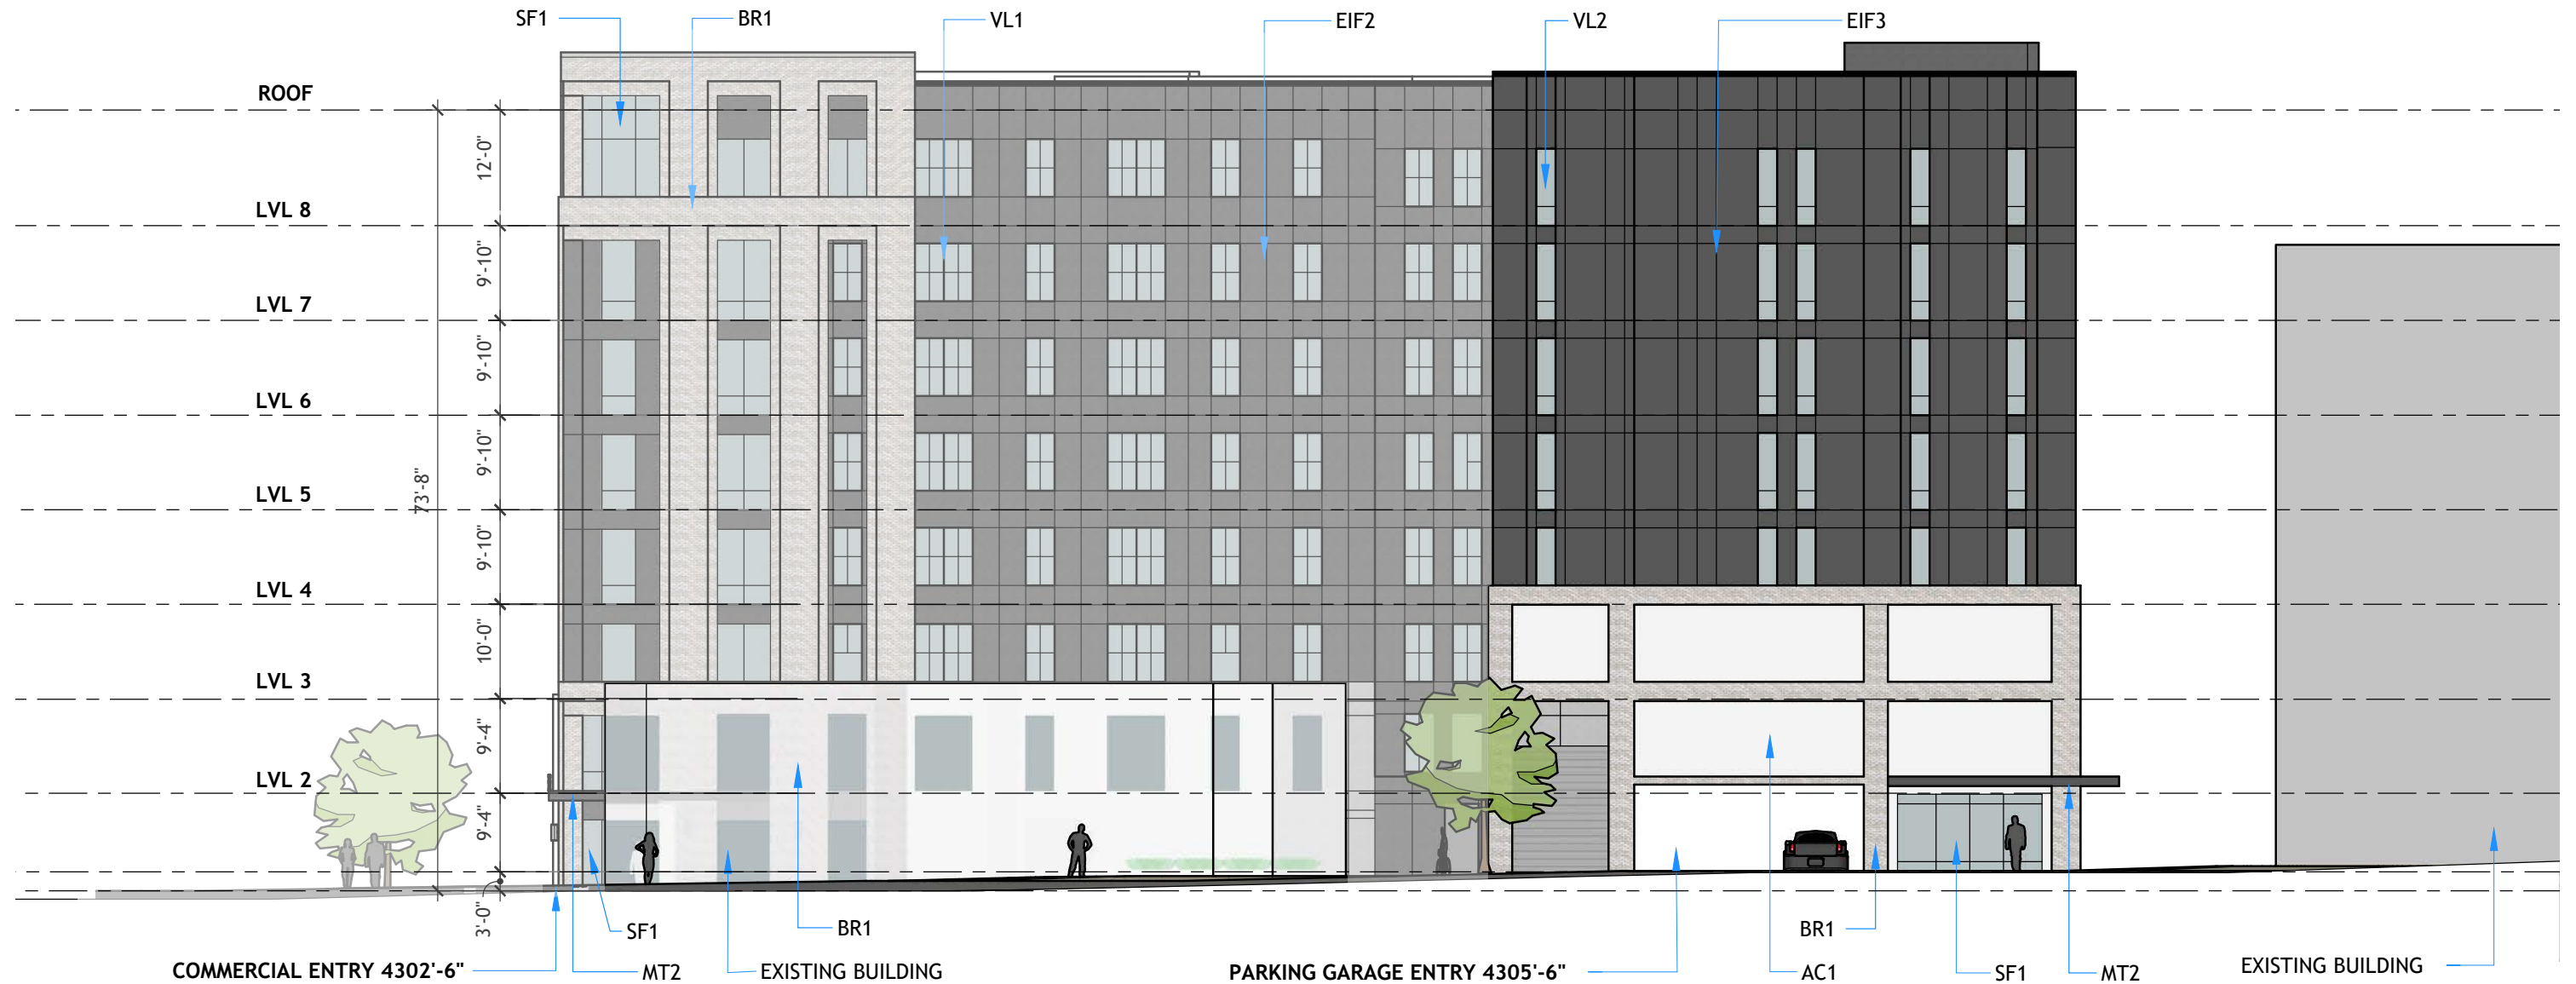 SF1
BR1
VL1
EIF2
VL2
EIF3
ROOF
12'-0"
LVL 8
9'-10"
LVL 7
9'-10"
LVL 6
9'-10"
LVL 5
73'-8"
9'-10"
LVL 4
10'-0"
LVL 3
9'-4"
LVL 2
9'-4"
3'-0"
SF1
BR1
BR1
COMMERCIAL ENTRY 4302'-6"
MT2
EXISTING BUILDING
PARKING GARAGE ENTRY 4305'-6"
AC1
SF1
MT2
EXISTING BUILDING